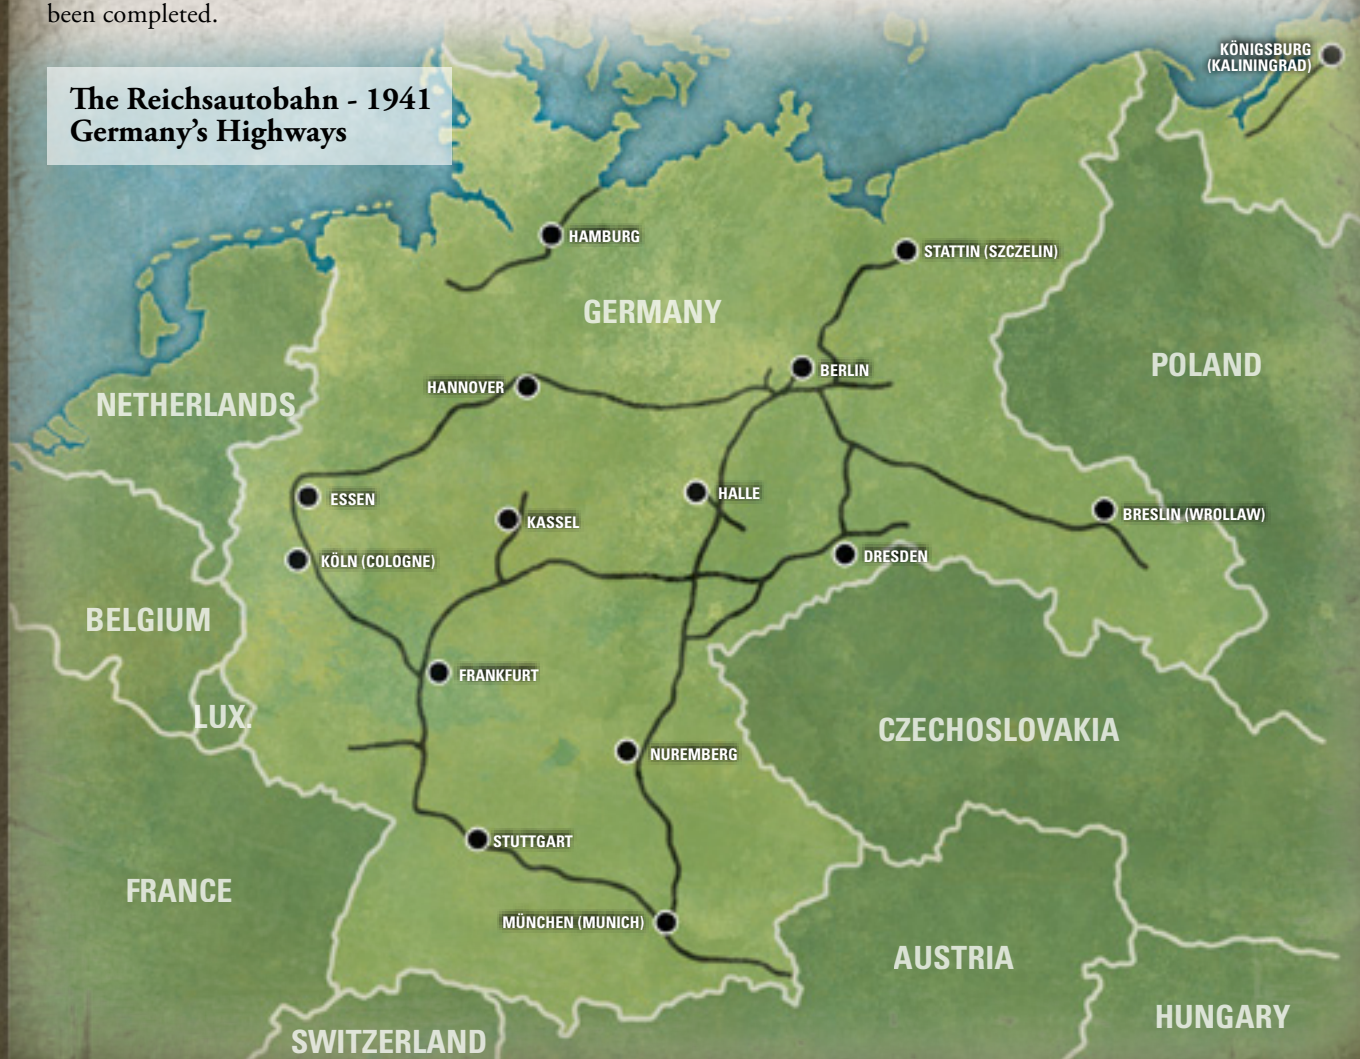 been completed.
The Reichsautobahn - 1941
Germany's Highways
KÖNIGSBURG
(KALININGRAD)
HAMBURG
STATTIN (SZCZELIN)
GERMANY
POLAND
BERLIN
HANNOVER
NETHERLANDS
ESSEN
HALLE
KASSEL
BRESLIN (WROLLAW)
KÖLN (COLOGNE)
DRESDEN
BELGIUM
FRANKFURT
LUX.
CZECHOSLOVAKIA
NUREMBERG
STUTTGART
FRANCE
MÜNCHEN (MUNICH)
AUSTRIA
HUNGARY
SWITZERLAND